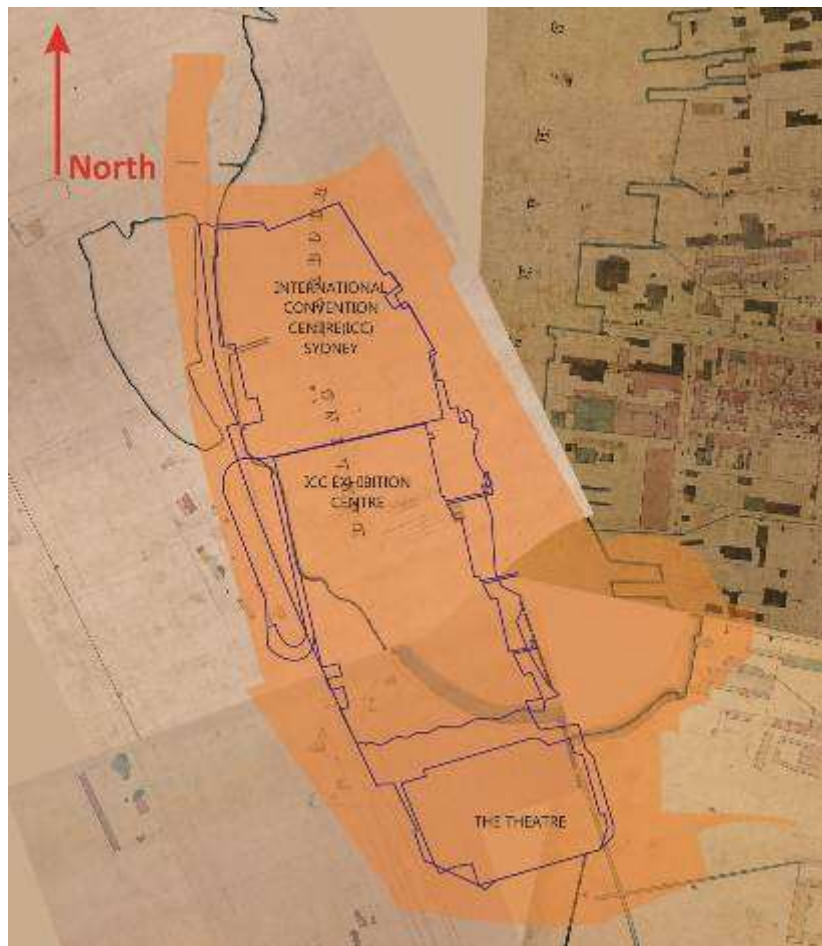 North
INTERNATIONAL
CONVENTION
CENTRE(ICC)
SYDNEY
ICC EXHIBITION
CENTRE
THE THEATRE